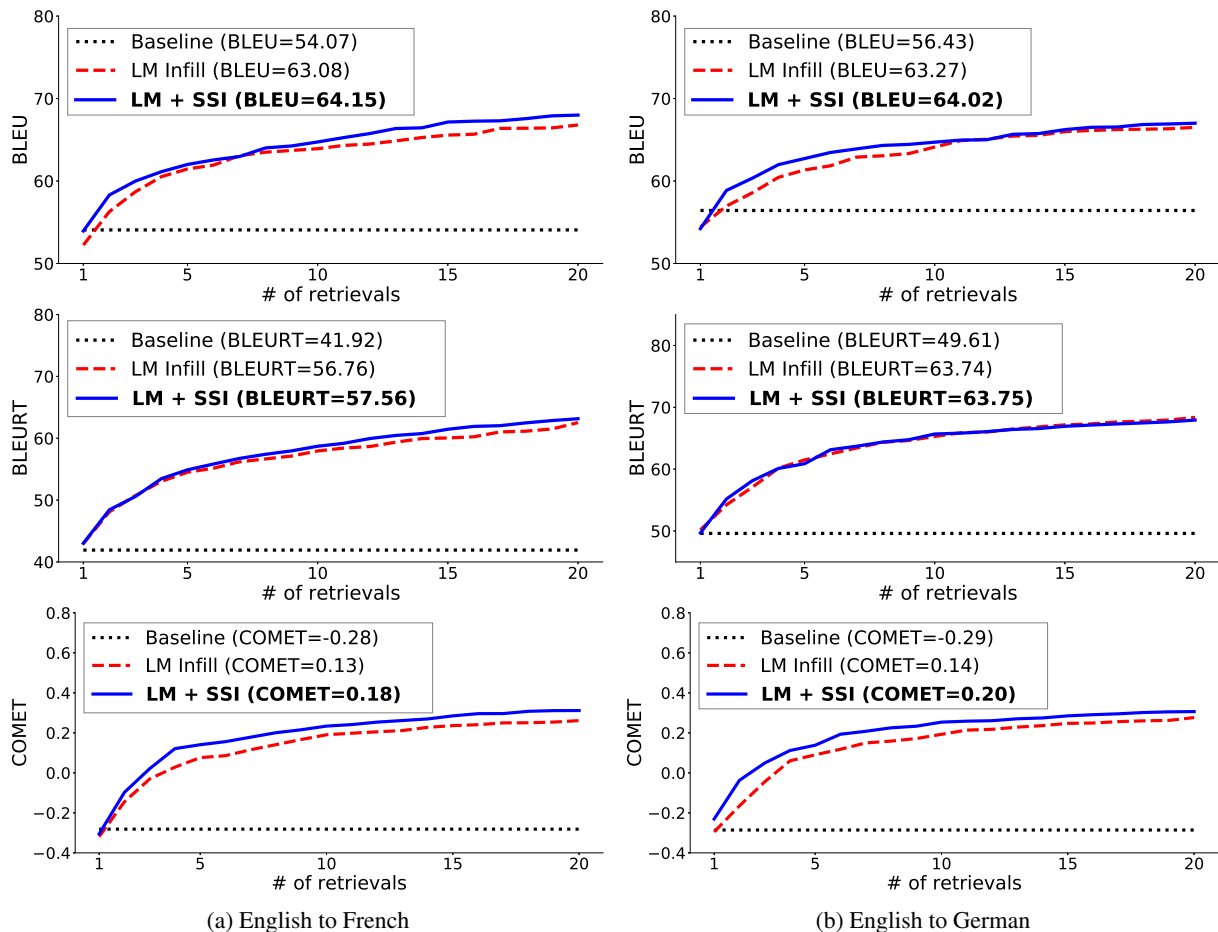 80
70
60
50
BLEU
Baseline (BLEU=54.07)
LM Infill (BLEU=63.08)
LM + SSI (BLEU=64.15)
1 5 10 15 20
# of retrievals
80
70
60
50
BLEU
Baseline (BLEU=56.43)
LM Infill (BLEU=63.27)
LM + SSI (BLEU=64.02)
1 5 10 15 20
# of retrievals
80
70
60
50
40
BLEURT
Baseline (BLEURT=41.92)
LM Infill (BLEURT=56.76)
LM + SSI (BLEURT=57.56)
1 5 10 15 20
# of retrievals
80
70
60
50
BLEURT
Baseline (BLEURT=49.61)
LM Infill (BLEURT=63.74)
LM + SSI (BLEURT=63.75)
1 5 10 15 20
# of retrievals
0.8
0.6
0.4
0.2
0.0
−0.2
−0.4
COMET
Baseline (COMET=-0.28)
LM Infill (COMET=0.13)
LM + SSI (COMET=0.18)
1 5 10 15 20
# of retrievals
0.8
0.6
0.4
0.2
0.0
−0.2
−0.4
COMET
Baseline (COMET=-0.29)
LM Infill (COMET=0.14)
LM + SSI (COMET=0.20)
1 5 10 15 20
# of retrievals
(a) English to French
(b) English to German